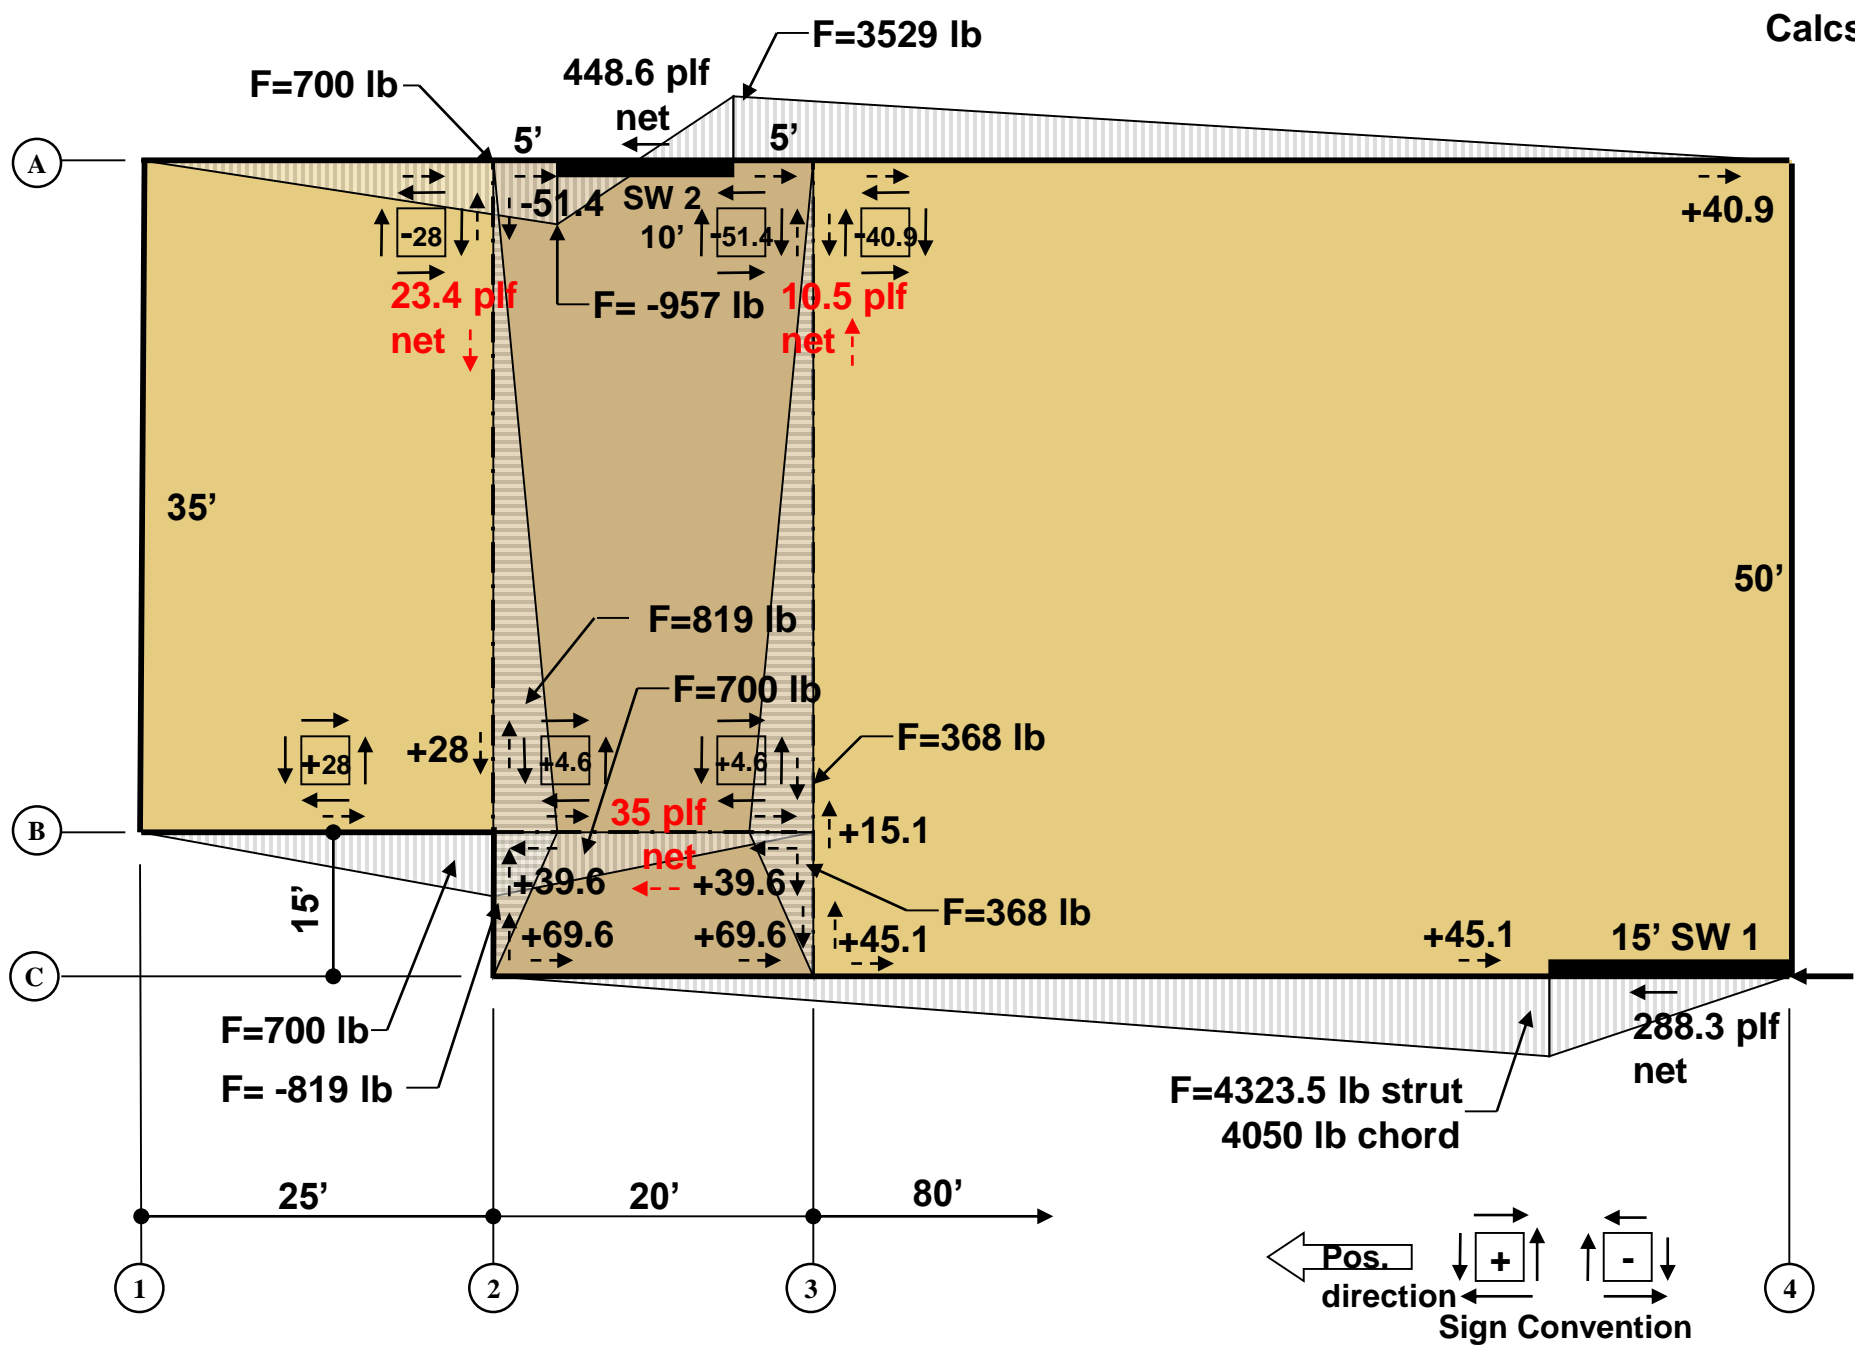 Calcs
F=3529 lb
448.6 plf
net
F=700 lb
5’
5’
A
-51.4
SW 2
10’
-28
-51.4
-40.9
+40.9
23.4 plf
net
F= -957 lb
10.5 plf
net
35’
50’
F=819 lb
F=700 lb
F=368 lb
+28
+28
+4.6
+4.6
35 plf
net
+15.1
B
+39.6
+39.6
15’
F=368 lb
+69.6
+69.6
+45.1
+45.1
15’ SW 1
C
F=700 lb
F= -819 lb
288.3 plf
net
F=4323.5 lb strut
4050 lb chord
25’
20’
80’
Pos.
direction
+
-
Sign Convention
1
2
3
4